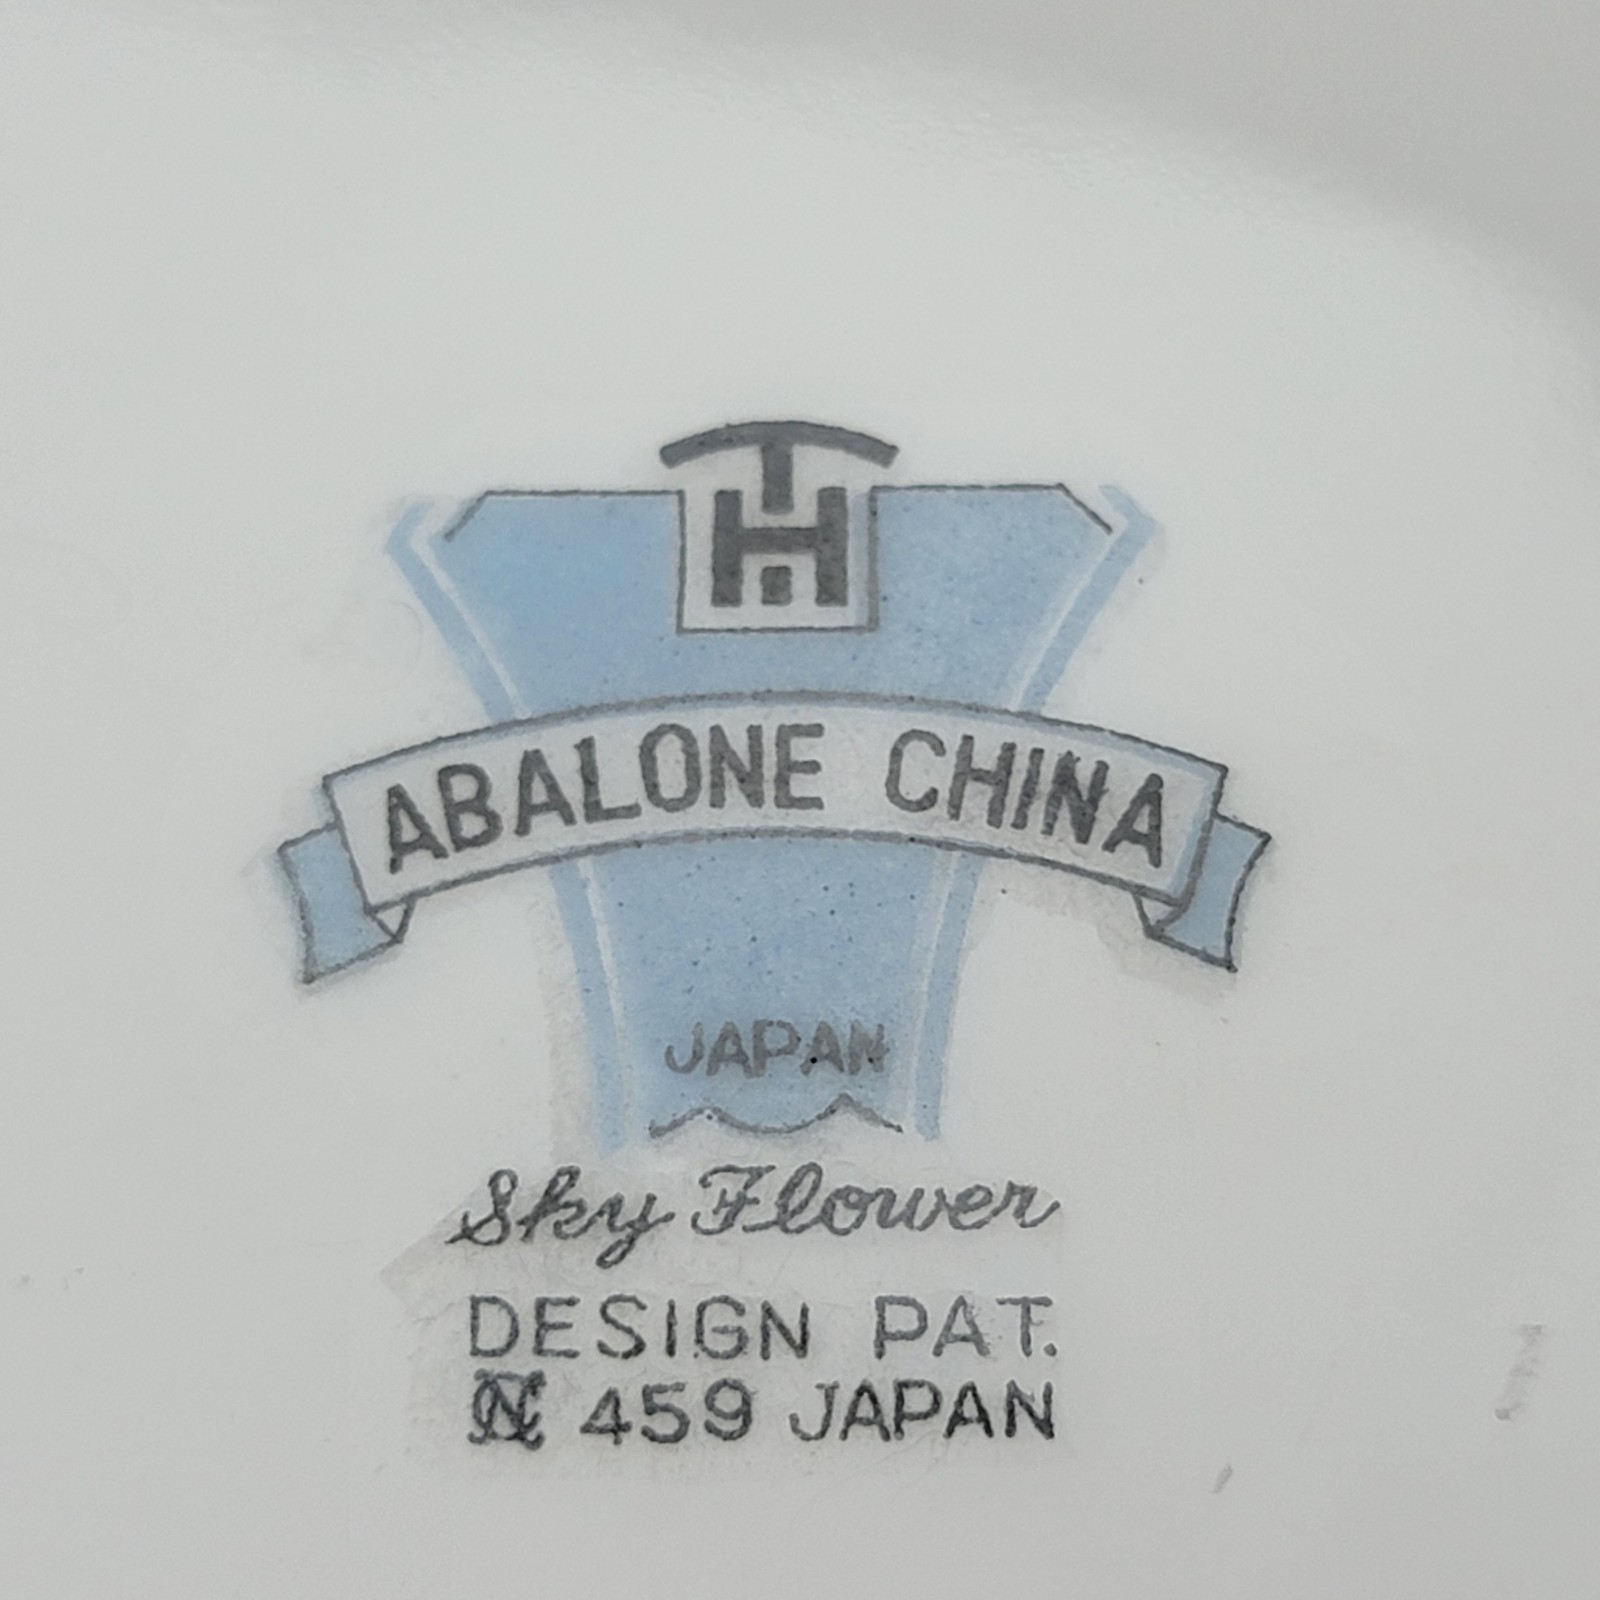 TH
ABALONE CHINA
JAPAN
Sky Flower
DESIGN PAT.
459 JAPAN